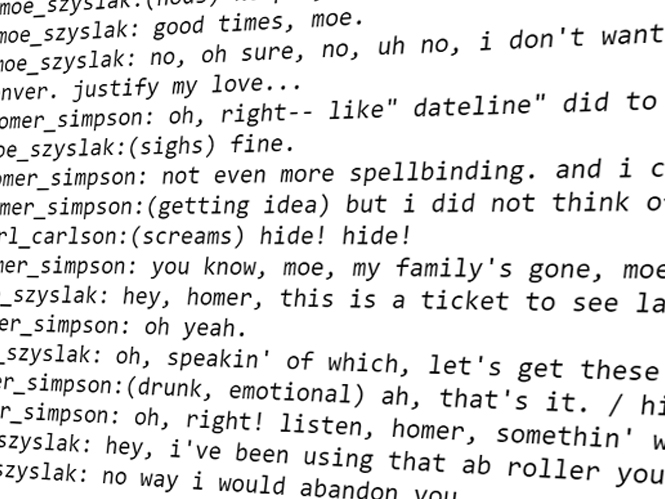 moe_szyslak:
moe_szyslak: good times, moe.
moe_szyslak: no, oh sure, no, uh no, i don't want
nver. justify my love...
omer_simpson: oh, right-- like" dateline" did to
oe_szyslak:(sighs) fine.
omer_simpson: not even more spellbinding. and i c
mer_simpson:(getting idea) but i did not think o
rl_carlson:(screams) hide! hide!
mer_simpson: you know, moe, my family's gone, moe
_szyslak: hey, homer, this is a ticket to see la
er_simpson: oh yeah.
_szyslak: oh, speakin' of which, let's get these
er_simpson:(drunk, emotional) ah, that's it. / hi
r_simpson: oh, right! listen, homer, somethin' w
szyslak: hey, i've been using that ab roller you
szyslak: no way i would abandon you